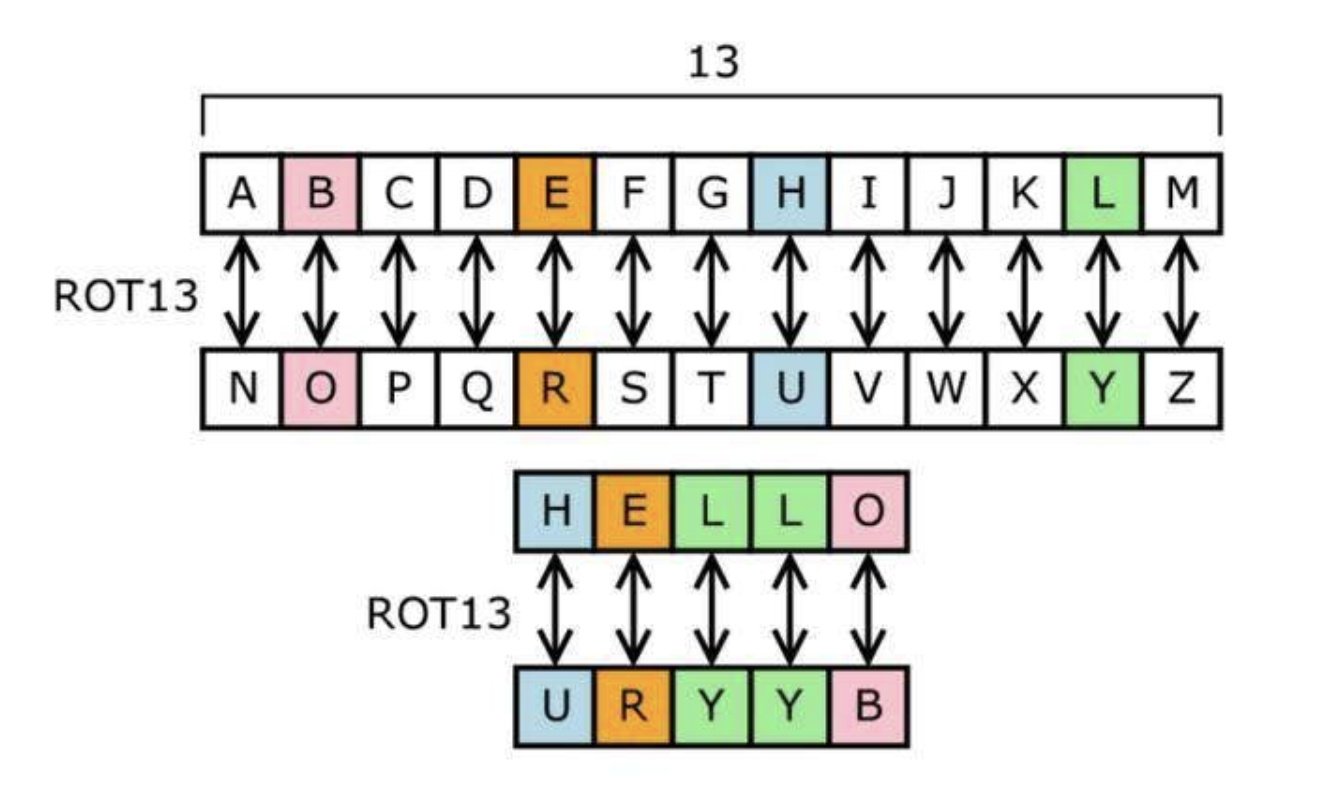 13
A B C D E F G H I J K L M
ROT13
N O P Q R S T U V W X Y Z
H E L L O
ROT13
U R Y Y B